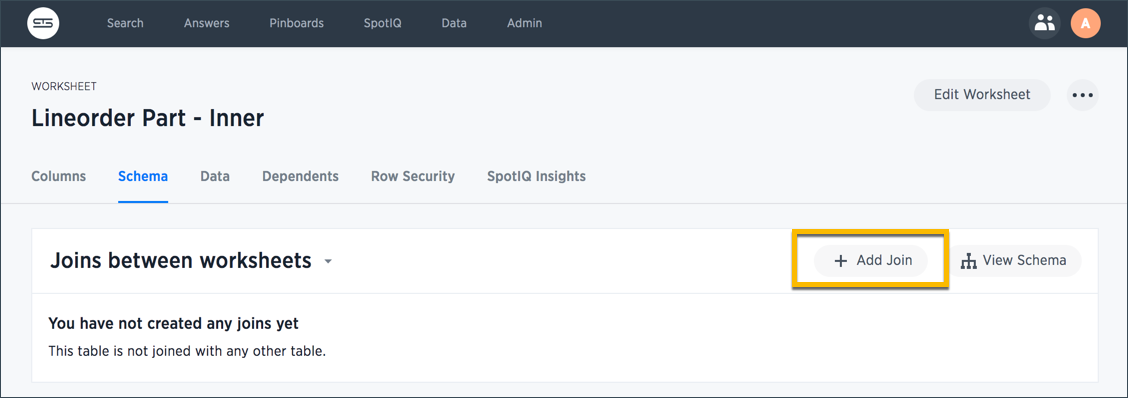 Search Answers Pinboards SpotIQ Data Admin A
WORKSHEET
Lineorder Part - Inner
Edit Worksheet
Columns Schema Data Dependents Row Security SpotIQ Insights
Joins between worksheets
+ Add Join View Schema
You have not created any joins yet
This table is not joined with any other table.